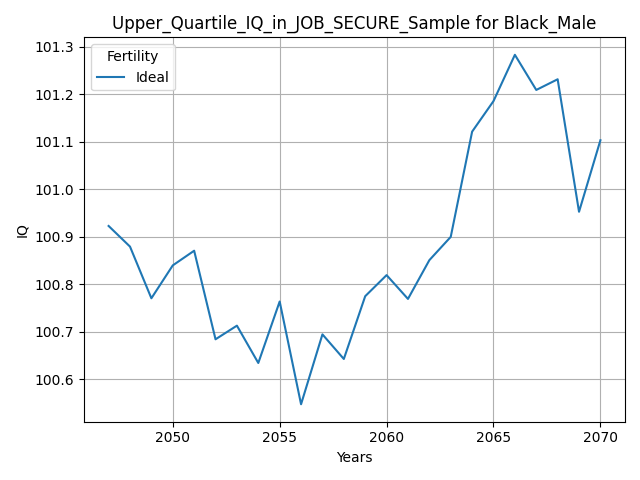 Upper_Quartile_IQ_in_JOB_SECURE_Sample for Black_Male
Fertility
Ideal
101.3
101.2
101.1
101.0
100.9
100.8
100.7
100.6
IQ
2050 2055 2060 2065 2070
Years